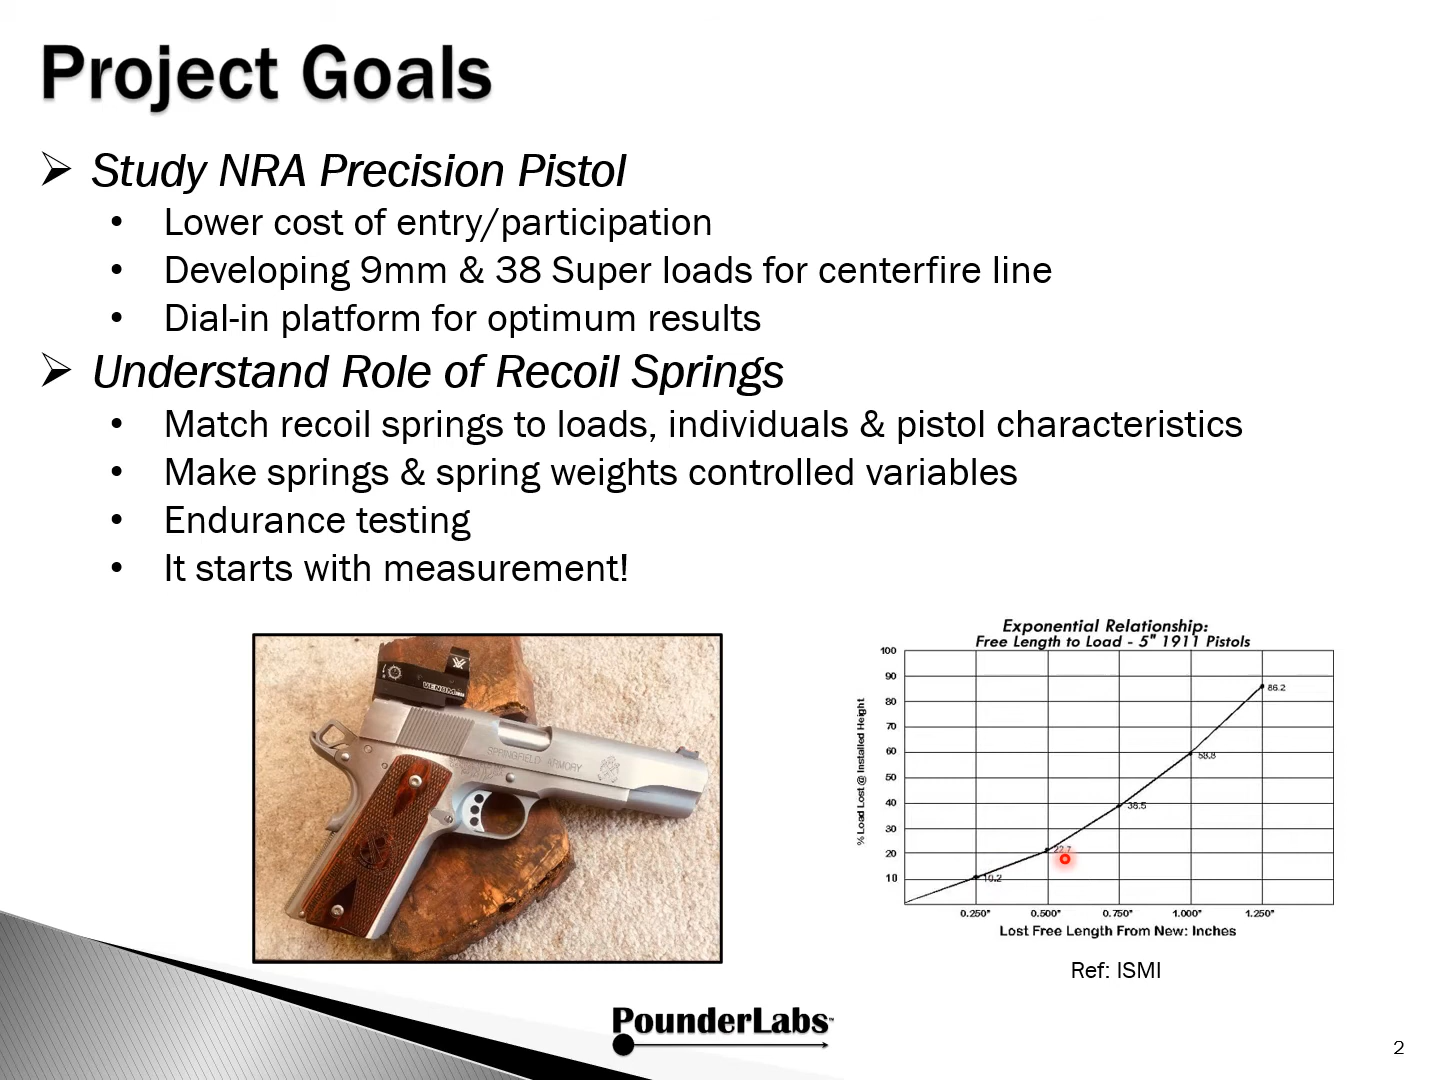 Project Goals
Study NRA Precision Pistol
Lower cost of entry/participation
Developing 9mm & 38 Super loads for centerfire line
Dial-in platform for optimum results
Understand Role of Recoil Springs
Match recoil springs to loads, individuals & pistol characteristics
Make springs & spring weights controlled variables
Endurance testing
It starts with measurement!
VENOM
SPRINGFIELD ARMORY
Exponential Relationship:
Free Length to Load - 5" 1911 Pistols
% Load Lost @ Installed Height
100
90
80
70
60
50
40
30
20
10
86.2
58.8
38.5
22.7
10.2
0.250" 0.500" 0.750" 1.000" 1.250"
Lost Free Length From New: Inches
Ref: ISMI
PounderLabs™
2